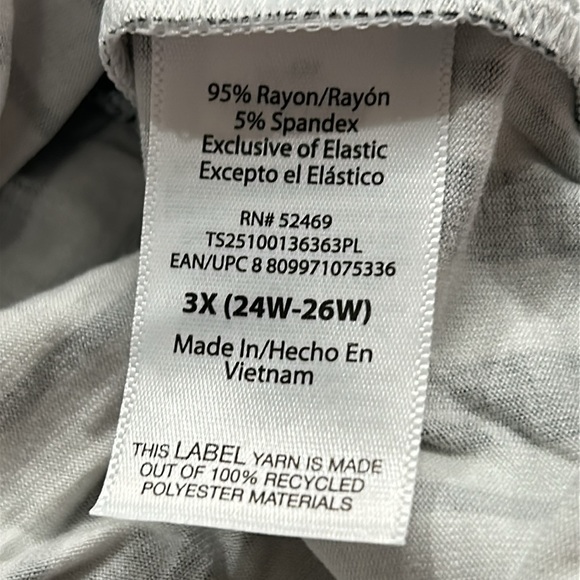 95% Rayon/Rayón
5% Spandex
Exclusive of Elastic
Excepto el Elástico
RN# 52469
TS25100136363PL
EAN/UPC 8 809971075336
3X (24W-26W)
Made In/Hecho En
Vietnam
THIS LABEL YARN IS MADE
OUT OF 100% RECYCLED
POLYESTER MATERIALS